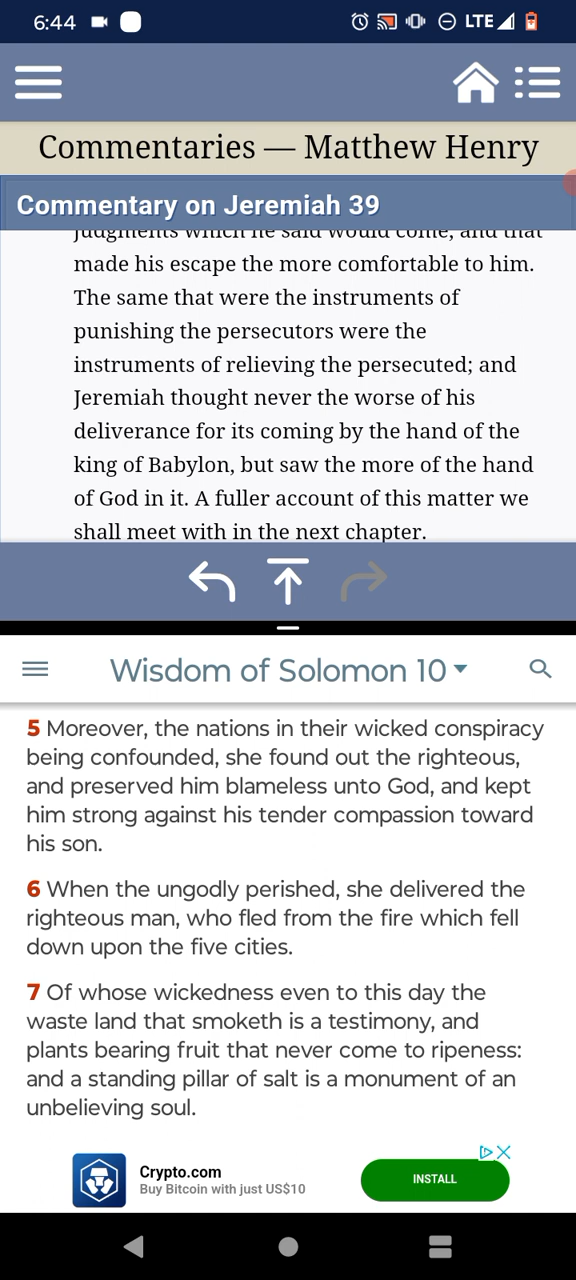 6:44
LTE
Commentaries — Matthew Henry
Commentary on Jeremiah 39
judgments which he said would come, and that
made his escape the more comfortable to him.
The same that were the instruments of
punishing the persecutors were the
instruments of relieving the persecuted; and
Jeremiah thought never the worse of his
deliverance for its coming by the hand of the
king of Babylon, but saw the more of the hand
of God in it. A fuller account of this matter we
shall meet with in the next chapter.
Wisdom of Solomon 10
5 Moreover, the nations in their wicked conspiracy
being confounded, she found out the righteous,
and preserved him blameless unto God, and kept
him strong against his tender compassion toward
his son.
6 When the ungodly perished, she delivered the
righteous man, who fled from the fire which fell
down upon the five cities.
7 Of whose wickedness even to this day the
waste land that smoketh is a testimony, and
plants bearing fruit that never come to ripeness:
and a standing pillar of salt is a monument of an
unbelieving soul.
Crypto.com
Buy Bitcoin with just US$10
INSTALL